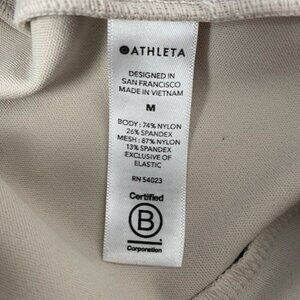 ATHLETA
DESIGNED IN
SAN FRANCISCO
MADE IN VIETNAM
M
BODY: 74% NYLON
26% SPANDEX
MESH: 87% NYLON
13% SPANDEX
EXCLUSIVE OF
ELASTIC
RN 54023
Certified
B
Corporation